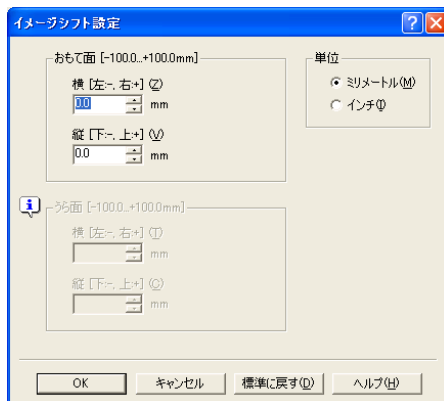 イメージシフト設定
おもて面 [-100.0...+100.0mm]
横 [左:-, 右:+] (Z)
0.0 mm
縦 [下:-, 上:+] (V)
0.0 mm
単位
ミリメートル(M)
インチ(I)
うら面 [-100.0...+100.0mm]
横 [左:-, 右:+] (T)
mm
縦 [下:-, 上:+] (C)
mm
OK キャンセル 標準に戻す(D) ヘルプ(H)